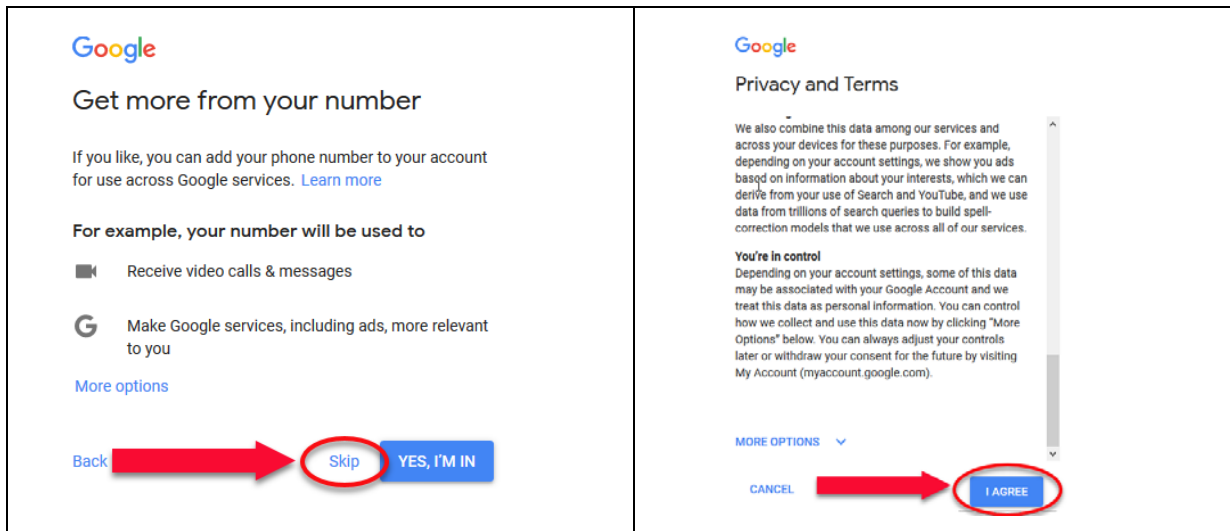 Google
Get more from your number
If you like, you can add your phone number to your account
for use across Google services. Learn more
For example, your number will be used to
Receive video calls & messages
G
Make Google services, including ads, more relevant
to you
More options
Back
Skip
YES, I'M IN
Google
Privacy and Terms
We also combine this data among our services and
across your devices for these purposes. For example,
depending on your account settings, we show you ads
based on information about your interests, which we can
derive from your use of Search and YouTube, and we use
data from trillions of search queries to build spell-
correction models that we use across all of our services.
You're in control
Depending on your account settings, some of this data
may be associated with your Google Account and we
treat this data as personal information. You can control
how we collect and use this data now by clicking "More
Options" below. You can always adjust your controls
later or withdraw your consent for the future by visiting
My Account (myaccount.google.com).
MORE OPTIONS
CANCEL
I AGREE